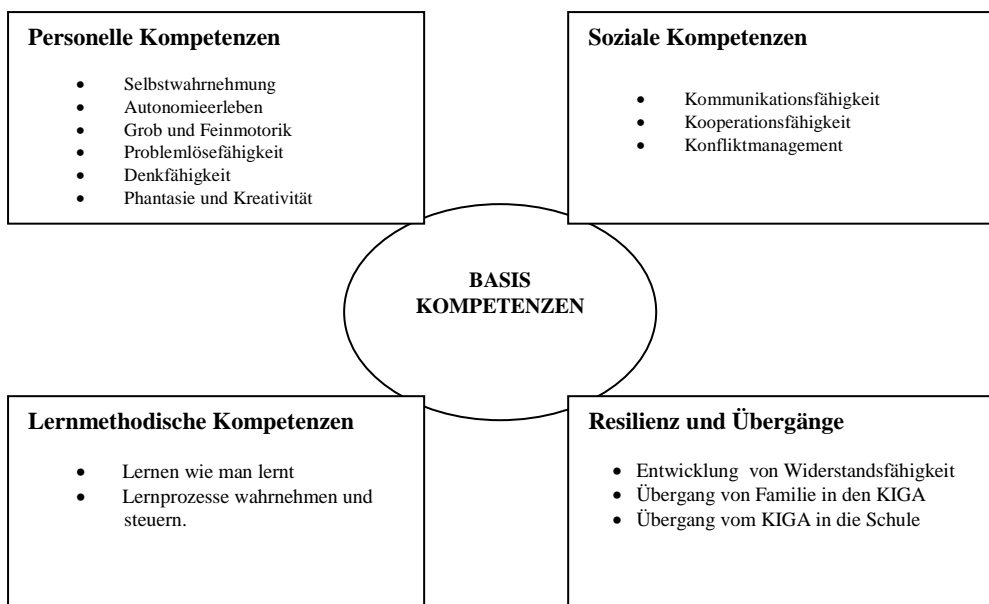 Personelle Kompetenzen
• Selbstwahrnehmung
• Autonomieerleben
• Grob und Feinmotorik
• Problemlösefähigkeit
• Denkfähigkeit
• Phantasie und Kreativität
Soziale Kompetenzen
• Kommunikationsfähigkeit
• Kooperationsfähigkeit
• Konfliktmanagement
BASIS
KOMPETENZEN
Lernmethodische Kompetenzen
• Lernen wie man lernt
• Lernprozesse wahrnehmen und
steuern.
Resilienz und Übergänge
• Entwicklung von Widerstandsfähigkeit
• Übergang von Familie in den KIGA
• Übergang vom KIGA in die Schule